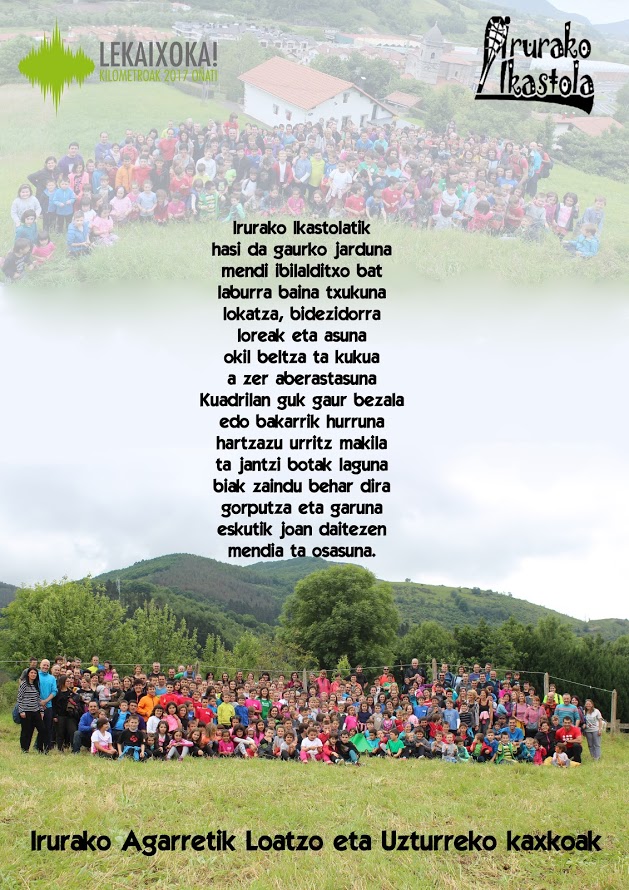 LEKAIXOKA!
KILOMETROAK 2017 OÑATI
Irurako
Ikastola
Irurako Ikastolatik
hasi da gaurko jarduna
mendi ibilalditxo bat
laburra baina txukuna
lokatza, bidezidorra
loreak eta asuna
okil beltza ta kukua
a zer aberastasuna
Kuadrilan guk gaur bezala
edo bakarrik hurruna
hartzazu urritz makila
ta jantzi botak laguna
biak zaindu behar dira
gorputza eta garuna
eskutik joan daitezen
mendia ta osasuna.
Irurako Agarretik Loatzo eta Uzturreko kaxkoak